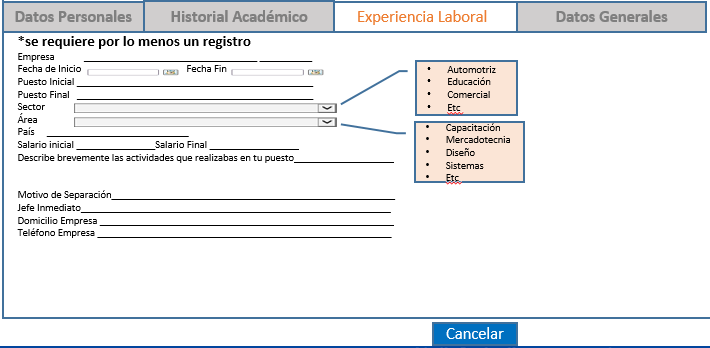 Datos Personales Historial Académico Experiencia Laboral Datos Generales
*se requiere por lo menos un registro
Empresa
Fecha de Inicio Fecha Fin
Puesto Inicial
Puesto Final
Sector
Área
País
Salario inicial Salario Final
Describe brevemente las actividades que realizabas en tu puesto
Motivo de Separación
Jefe Inmediato
Domicilio Empresa
Teléfono Empresa
• Automotriz
• Educación
• Comercial
• Etc
• Capacitación
• Mercadotecnia
• Diseño
• Sistemas
• Etc
Cancelar